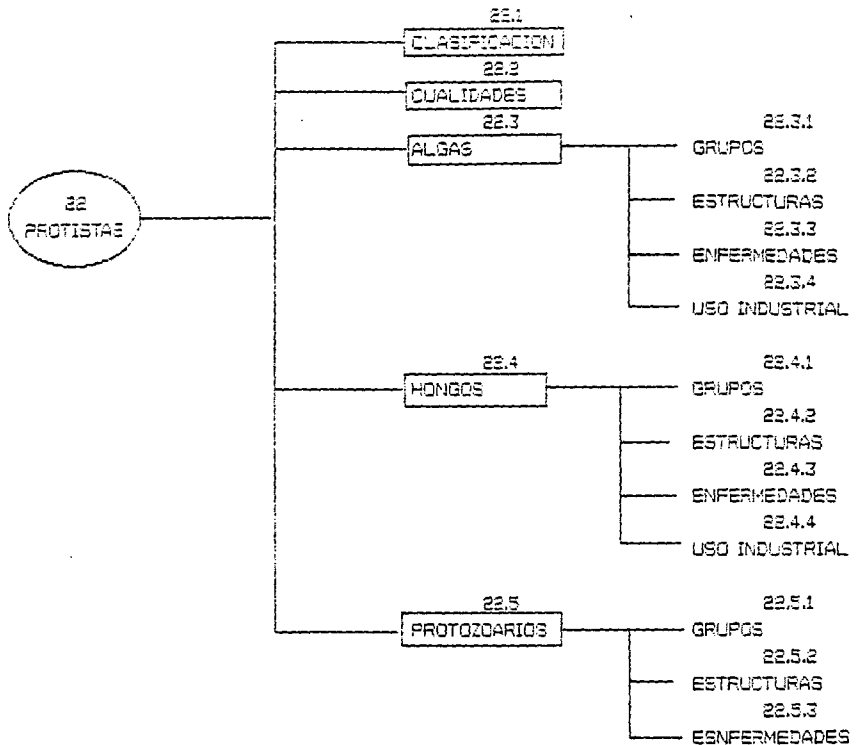 22.1
CLASIFICACION
22.2
CUALIDADES
22.3
ALGAS
22.3.1
GRUPOS
22.3.2
ESTRUCTURAS
22.3.3
ENFERMEDADES
22.3.4
USO INDUSTRIAL
22
PROTISTAS
22.4
HONGOS
22.4.1
GRUPOS
22.4.2
ESTRUCTURAS
22.4.3
ENFERMEDADES
22.4.4
USO INDUSTRIAL
22.5
PROTOZOARIOS
22.5.1
GRUPOS
22.5.2
ESTRUCTURAS
22.5.3
ESNFERMEDADES